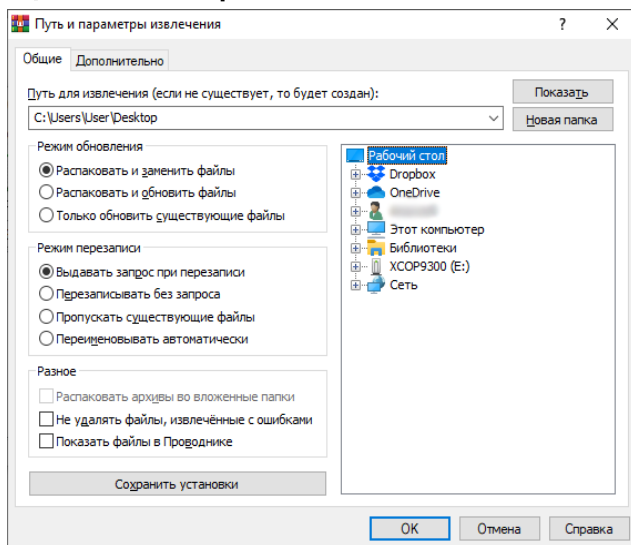 Путь и параметры извлечения
?
Общие Дополнительно
Путь для извлечения (если не существует, то будет создан):
Показать
C:\Users\User\Desktop
Новая папка
Режим обновления
Распаковать и заменить файлы
Распаковать и обновить файлы
Только обновить существующие файлы
Режим перезаписи
Выдавать запрос при перезаписи
Перезаписывать без запроса
Пропускать существующие файлы
Переименовывать автоматически
Разное
Распаковать архивы во вложенные папки
Не удалять файлы, извлечённые с ошибками
Показать файлы в Проводнике
Сохранить установки
Рабочий стол
Dropbox
OneDrive
Этот компьютер
Библиотеки
XCOP9300 (E:)
Сеть
OK Отмена Справка